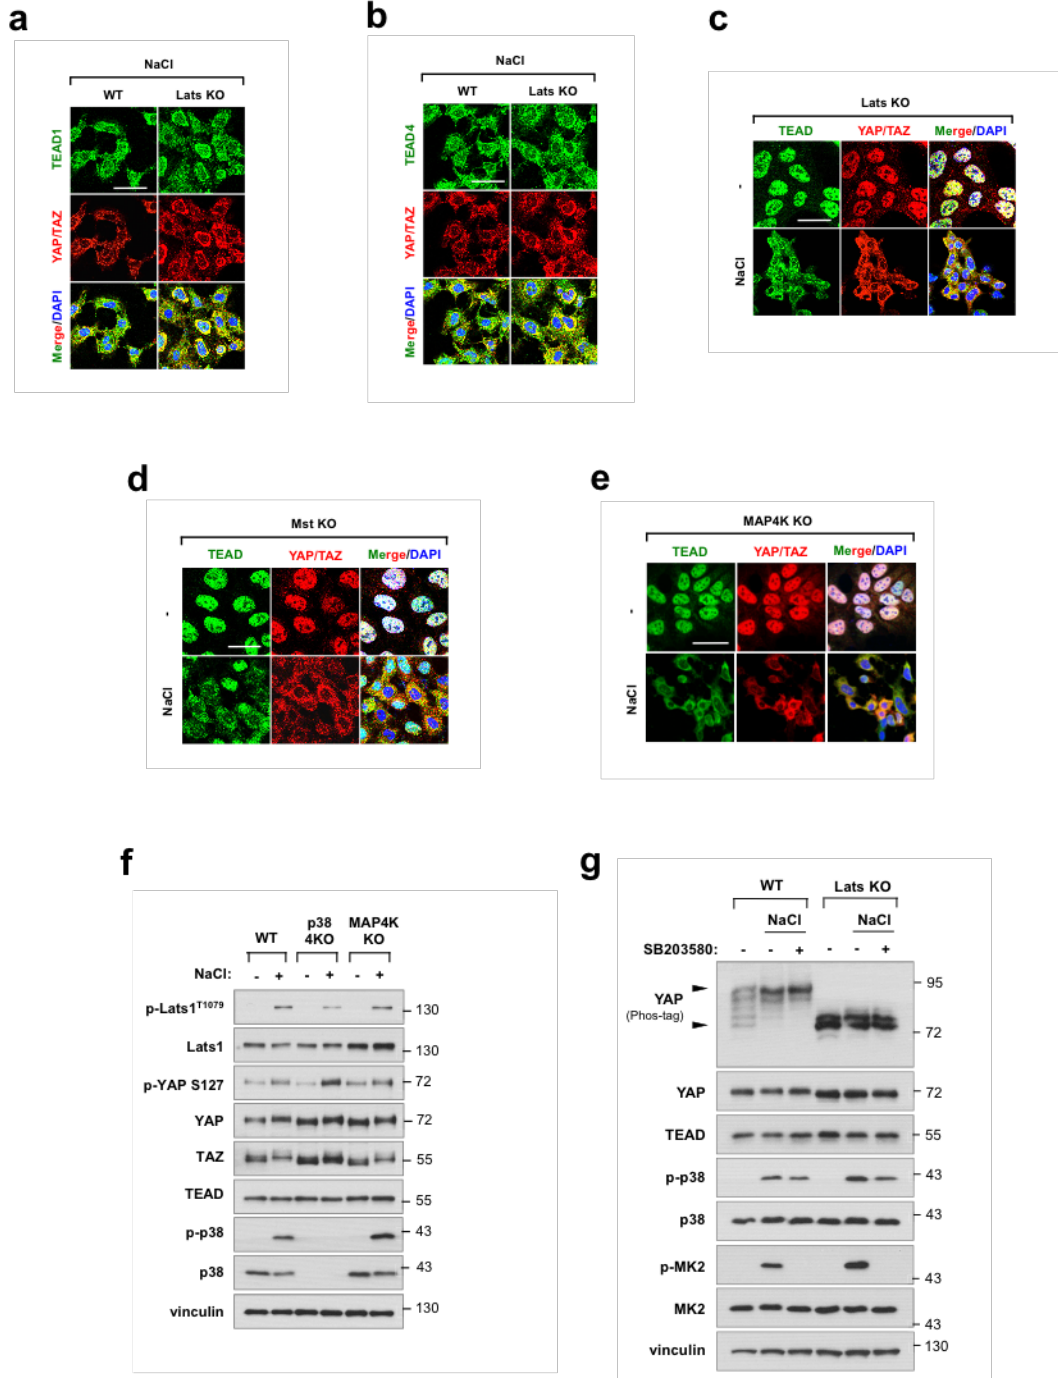 a
NaCl
WT Lats KO
TEAD1
YAP/TAZ
Merge/DAPI
b
NaCl
WT Lats KO
TEAD4
YAP/TAZ
Merge/DAPI
c
Lats KO
TEAD YAP/TAZ Merge/DAPI
-
NaCl
d
Mst KO
TEAD YAP/TAZ Merge/DAPI
-
NaCl
e
MAP4K KO
TEAD YAP/TAZ Merge/DAPI
-
NaCl
f
p38 MAP4K
WT 4KO KO
NaCl: - + - + - +
p-Lats1T1079 130
Lats1 130
p-YAP S127 72
YAP 72
TAZ 55
TEAD 55
p-p38 43
p38 43
vinculin 130
g
WT Lats KO
NaCl NaCl
SB203580: - - + - - +
95
YAP
(Phos-tag)
72
YAP 72
TEAD 55
p-p38 43
p38 43
p-MK2 43
MK2 43
vinculin 130